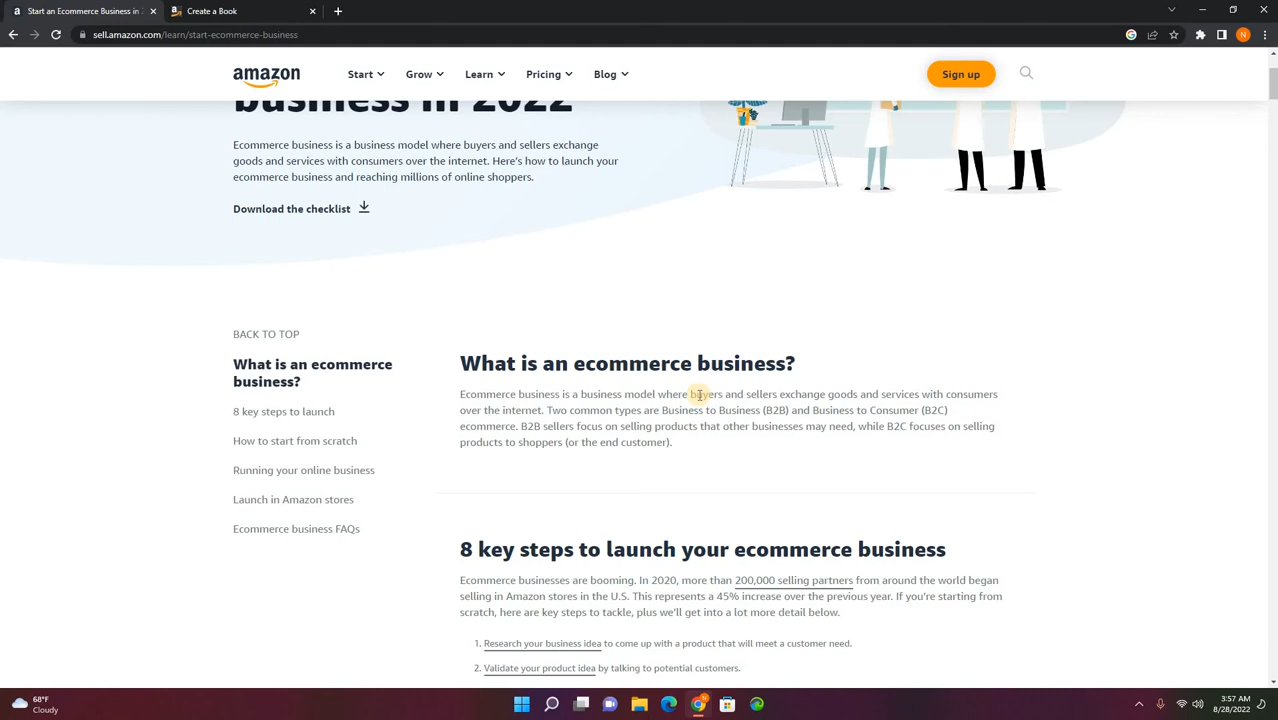 Start an Ecommerce Business in 2
Create a Book
sell.amazon.com/learn/start-ecommerce-business
N
amazon
Start
Grow
Learn
Pricing
Blog
Sign up
business in 2022
Ecommerce business is a business model where buyers and sellers exchange
goods and services with consumers over the internet. Here's how to launch your
ecommerce business and reaching millions of online shoppers.
Download the checklist
BACK TO TOP
What is an ecommerce
business?
8 key steps to launch
How to start from scratch
Running your online business
Launch in Amazon stores
Ecommerce business FAQs
What is an ecommerce business?
Ecommerce business is a business model where buyers and sellers exchange goods and services with consumers
over the internet. Two common types are Business to Business (B2B) and Business to Consumer (B2C)
ecommerce. B2B sellers focus on selling products that other businesses may need, while B2C focuses on selling
products to shoppers (or the end customer).
8 key steps to launch your ecommerce business
Ecommerce businesses are booming. In 2020, more than 200,000 selling partners from around the world began
selling in Amazon stores in the U.S. This represents a 45% increase over the previous year. If you're starting from
scratch, here are key steps to tackle, plus we'll get into a lot more detail below.
1. Research your business idea to come up with a product that will meet a customer need.
2. Validate your product idea by talking to potential customers.
68°F
Cloudy
3:57 AM
8/28/2022